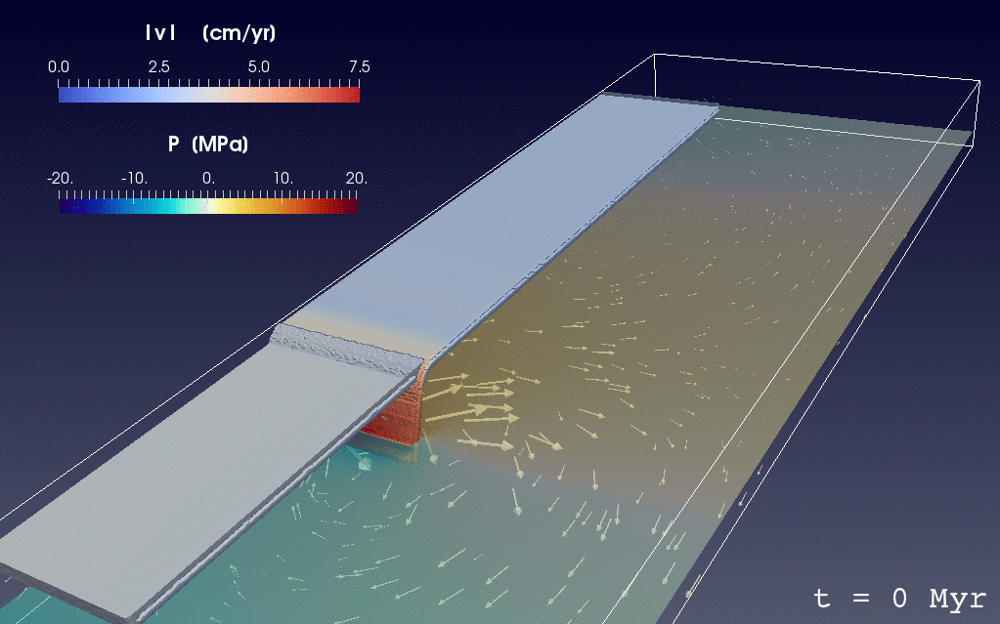 |v| (cm/yr)
0.0 2.5 5.0 7.5
P (MPa)
-20. -10. 0. 10. 20.
t = 0 Myr